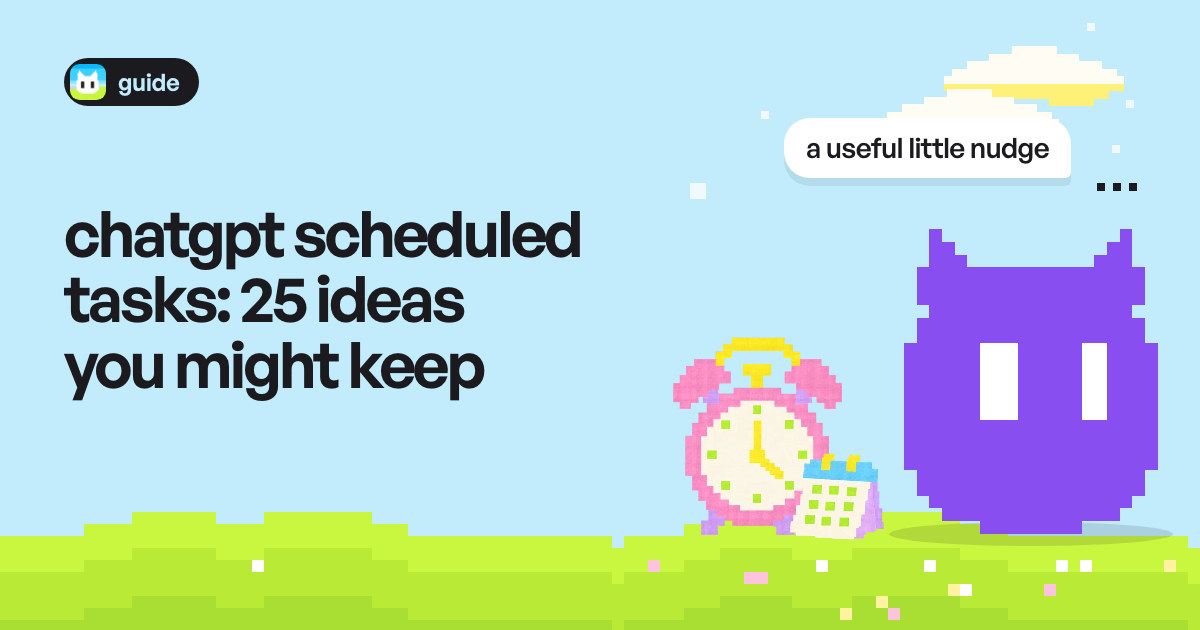 guide
a useful little nudge
chatgpt scheduled
tasks: 25 ideas
you might keep